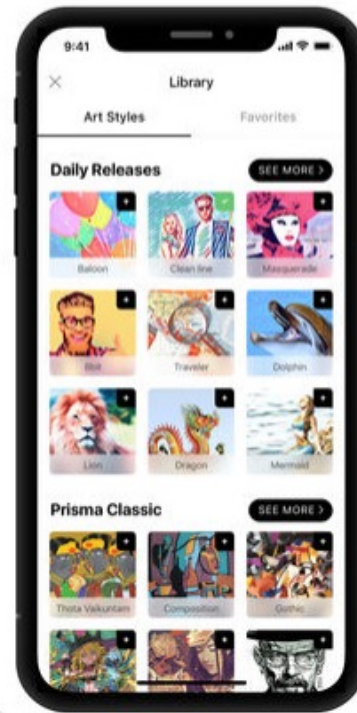 9:41
Library
Art Styles Favorites
Daily Releases SEE MORE >
Baloon Clean line Masquerade
8bit Traveler Dolphin
Lion Dragon Mermaid
Prisma Classic SEE MORE >
Thota Vaikuntam Composition Gothic